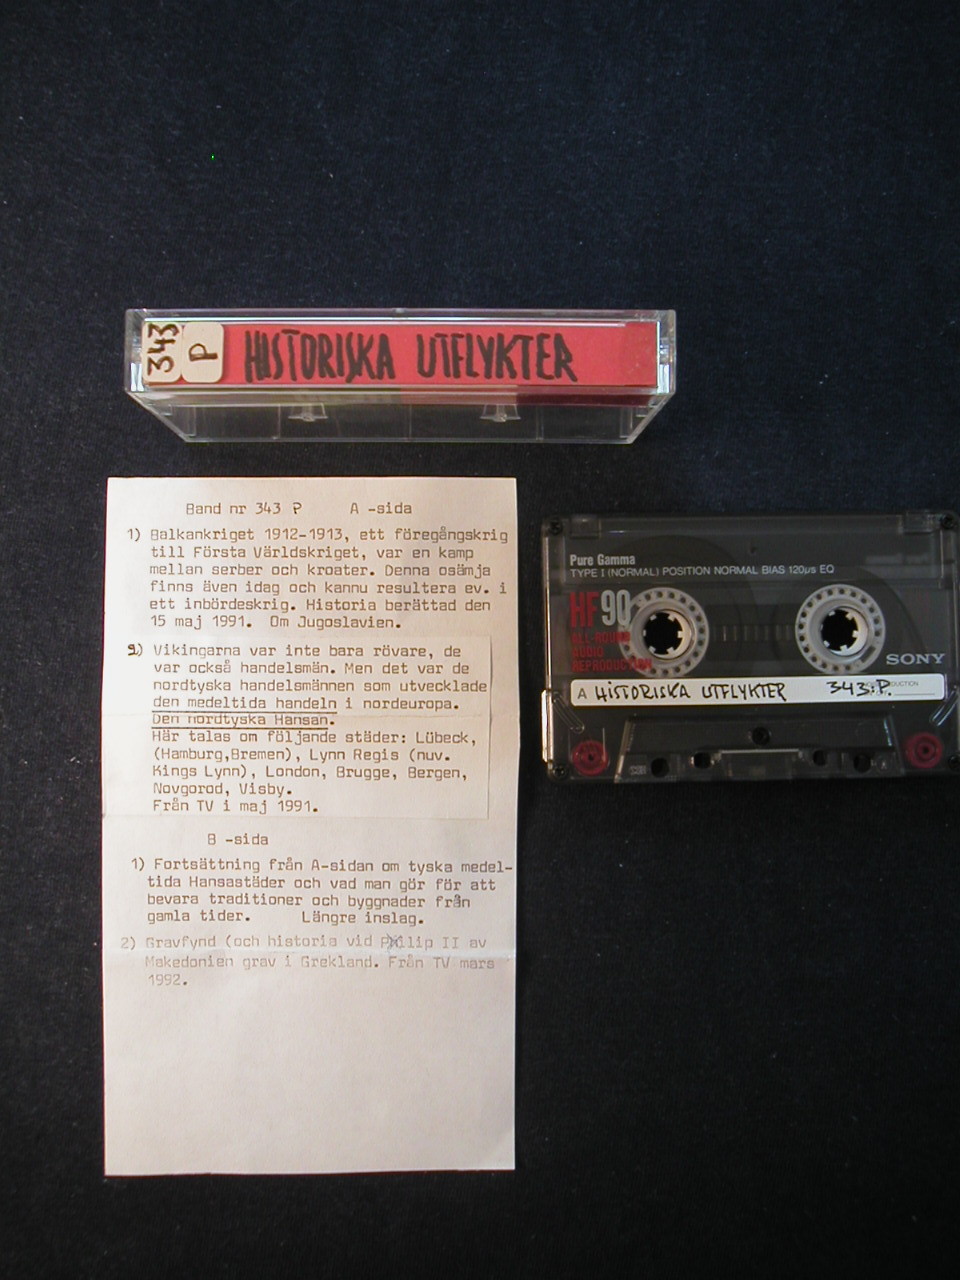 343
P
HISTORISKA UTFLYKTER
Band nr 343 P A -sida
1) Balkankriget 1912-1913, ett föregångskrig
till Första Världskriget, var en kamp
mellan serber och kroater. Denna osämja
finns även idag och kannu resultera ev. i
ett inbördeskrig. Historia berättad den
15 maj 1991. Om Jugoslavien.
2) Vikingarna var inte bara rövare, de
var också handelsmän. Men det var de
nordtyska handelsmännen som utvecklade
den medeltida handeln i nordeuropa.
Den nordtyska Hansan.
Här talas om följande städer: Lübeck,
(Hamburg,Bremen), Lynn Regis (nuv.
Kings Lynn), London, Brugge, Bergen,
Novgorod, Visby.
Från TV i maj 1991.
B -sida
1) Fortsättning från A-sidan om tyska medel-
tida Hansastäder och vad man gör för att
bevara traditioner och byggnader från
gamla tider. Längre inslag.
2) Gravfynd (och historia vid Philip II av
Makedonien grav i Grekland. Från TV mars
1992.
Pure Gamma
TYPE I (NORMAL) POSITION NORMAL BIAS 120µs EQ
HF 90
ALL-ROUND
AUDIO
REPRODUCTION
SONY
A HISTORISKA UTFLYKTER 343:P.